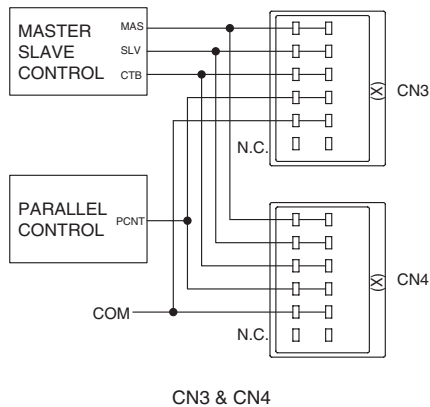 MASTER
SLAVE
CONTROL
MAS
SLV
CTB
CN3
(X)
N.C.
PARALLEL
CONTROL
PCNT
CN4
(X)
COM
N.C.
CN3 & CN4